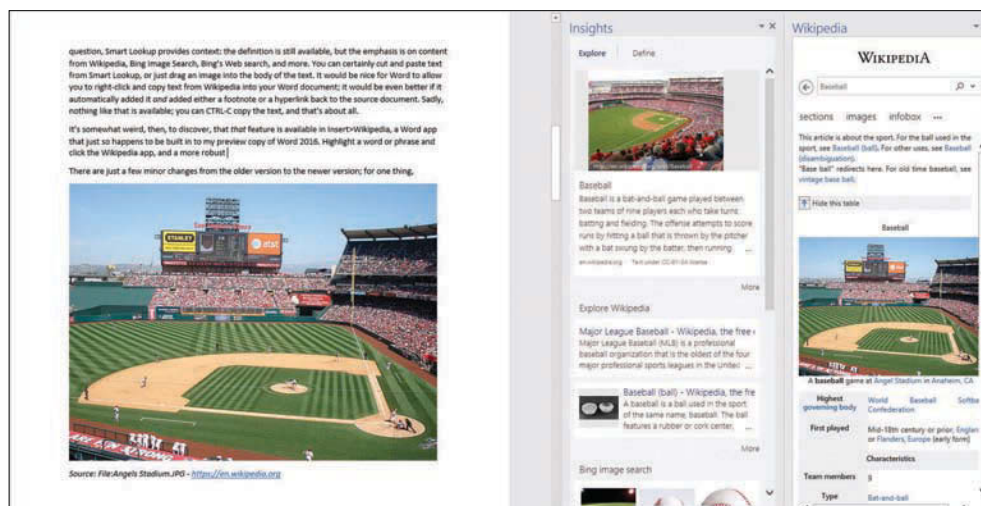 question, Smart Lookup provides context: the definition is still available, but the emphasis is on content
from Wikipedia, Bing Image Search, Bing's Web search, and more. You can certainly cut and paste text
from Smart Lookup, or just drag an image into the body of the text. It would be nice for Word to allow
you to right-click and copy text from Wikipedia into your Word document; it would be even better if it
automatically added it and added either a footnote or a hyperlink back to the source document. Sadly,
nothing like that is available; you can CTRL-C copy the text, and that's about all.
It's somewhat weird, then, to discover, that that feature is available in Insert>Wikipedia, a Word app
that just so happens to be built in to my preview copy of Word 2016. Highlight a word or phrase and
click the Wikipedia app, and a more robust
There are just a few minor changes from the older version to the newer version; for one thing,
STANLEY
at&t
Source: File:Angels Stadium.JPG - https://en.wikipedia.org
Insights
Explore
Define
Baseball
Baseball is a bat-and-ball game played between
two teams of nine players each who take turns
batting and fielding. The offense attempts to score
runs by hitting a ball that is thrown by the pitcher
with a bat swung by the batter, then running ...
en.wikipedia.org · Text under CC-BY-SA license
More
Explore Wikipedia
Major League Baseball - Wikipedia, the free
Major League Baseball (MLB) is a professional
baseball organization that is the oldest of the four
major professional sports leagues in the United ...
Baseball (ball) - Wikipedia, the fre
A baseball is a ball used in the sport
of the same name, baseball. The ball
features a rubber or cork center, ...
More
Bing image search
Wikipedia
WIKIPEDIA
Baseball
sections images infobox ...
This article is about the sport. For the ball used in the
sport, see Baseball (ball). For other uses, see Baseball
(disambiguation).
"Base ball" redirects here. For old time baseball, see
vintage base ball.
Hide this table
Baseball
A baseball game at Angel Stadium in Anaheim, CA
Highest governing body World Baseball Softba
Confederation
First played Mid-18th century or prior, Englan
or Flanders, Europe (early form)
Characteristics
Team members 9
Type Bat-and-ball